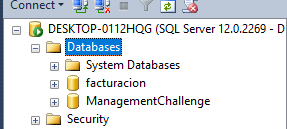 Connect
DESKTOP-0112HQG (SQL Server 12.0.2269 - D
Databases
System Databases
facturacion
ManagementChallenge
Security